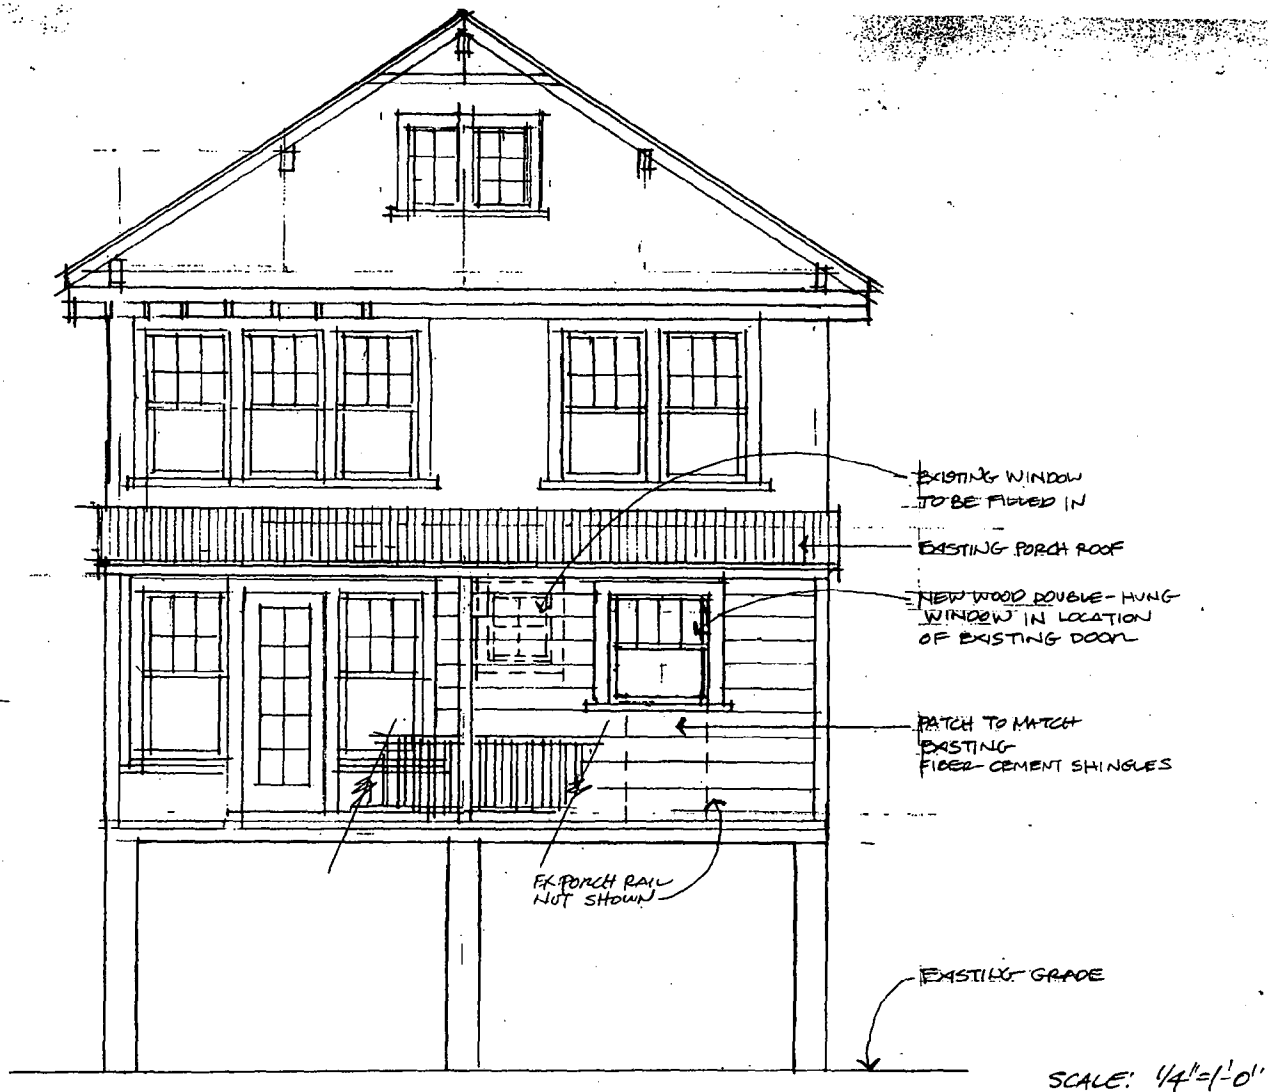 EXISTING WINDOW
TO BE FILLED IN
EXISTING PORCH ROOF
NEW WOOD DOUBLE-HUNG
WINDOW IN LOCATION
OF EXISTING DOOR
PATCH TO MATCH
EXISTING
FIBER-CEMENT SHINGLES
EX. PORCH RAIL
NOT SHOWN
EXISTING GRADE
SCALE: 1/4"=1'-0"